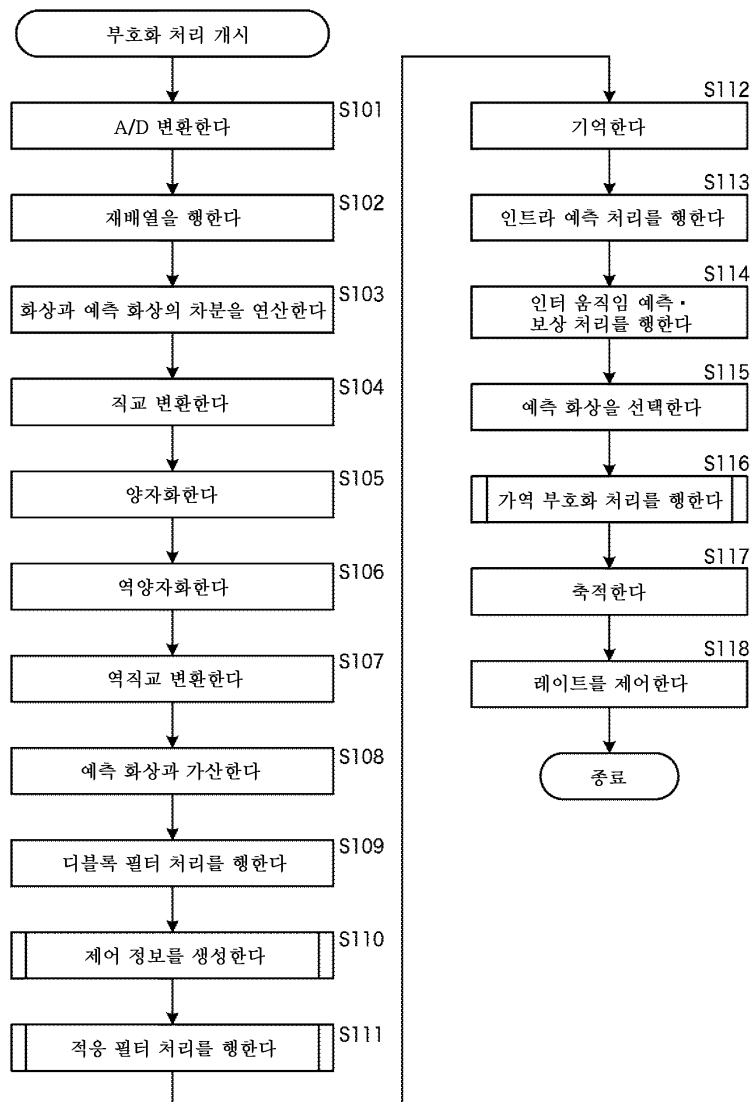 부호화 처리 개시
S101
A/D 변환한다
S102
재배열을 행한다
S103
화상과 예측 화상의 차분을 연산한다
S104
직교 변환한다
S105
양자화한다
S106
역양자화한다
S107
역직교 변환한다
S108
예측 화상과 가산한다
S109
디블록 필터 처리를 행한다
S110
제어 정보를 생성한다
S111
적응 필터 처리를 행한다
S112
기억한다
S113
인트라 예측 처리를 행한다
S114
인터 움직임 예측·
보상 처리를 행한다
S115
예측 화상을 선택한다
S116
가역 부호화 처리를 행한다
S117
축적한다
S118
레이트를 제어한다
종료